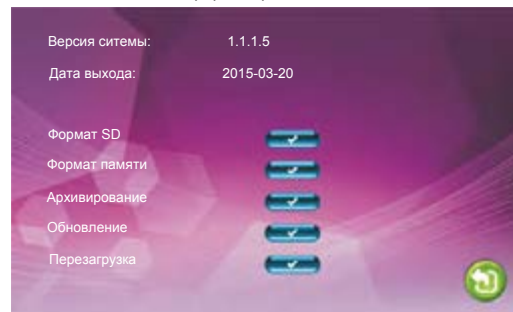 Версия ситемы: 1.1.1.5
Дата выхода: 2015-03-20
Формат SD
Формат памяти
Архивирование
Обновление
Перезагрузка